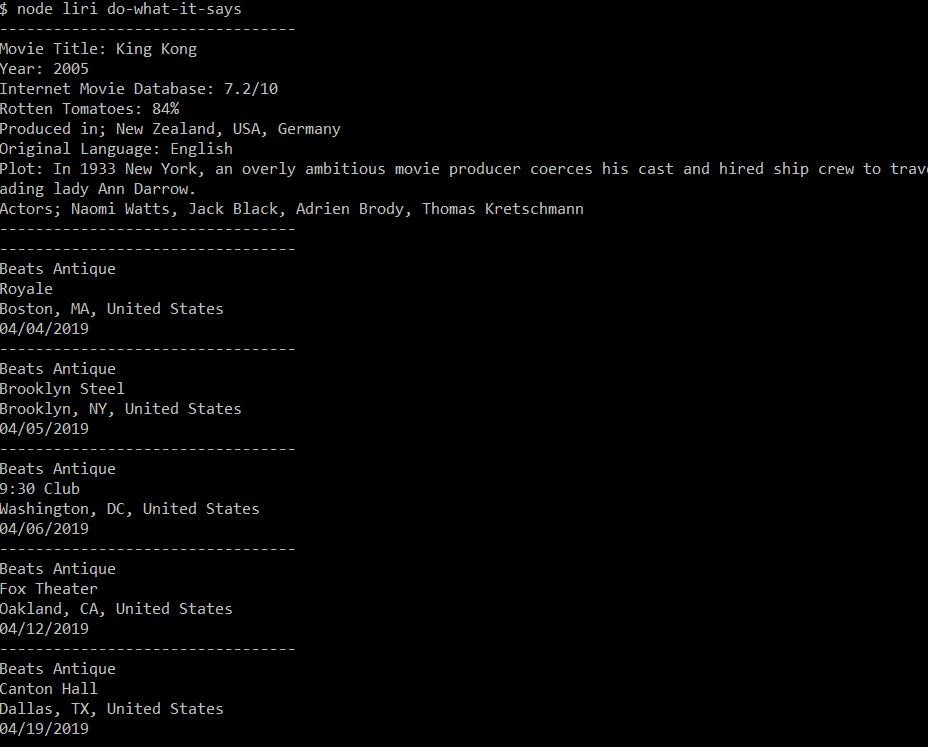 $ node liri do-what-it-says
---------------------------------
Movie Title: King Kong
Year: 2005
Internet Movie Database: 7.2/10
Rotten Tomatoes: 84%
Produced in; New Zealand, USA, Germany
Original Language: English
Plot: In 1933 New York, an overly ambitious movie producer coerces his cast and hired ship crew to trav
ading lady Ann Darrow.
Actors; Naomi Watts, Jack Black, Adrien Brody, Thomas Kretschmann
---------------------------------
---------------------------------
Beats Antique
Royale
Boston, MA, United States
04/04/2019
---------------------------------
Beats Antique
Brooklyn Steel
Brooklyn, NY, United States
04/05/2019
---------------------------------
Beats Antique
9:30 Club
Washington, DC, United States
04/06/2019
---------------------------------
Beats Antique
Fox Theater
Oakland, CA, United States
04/12/2019
---------------------------------
Beats Antique
Canton Hall
Dallas, TX, United States
04/19/2019